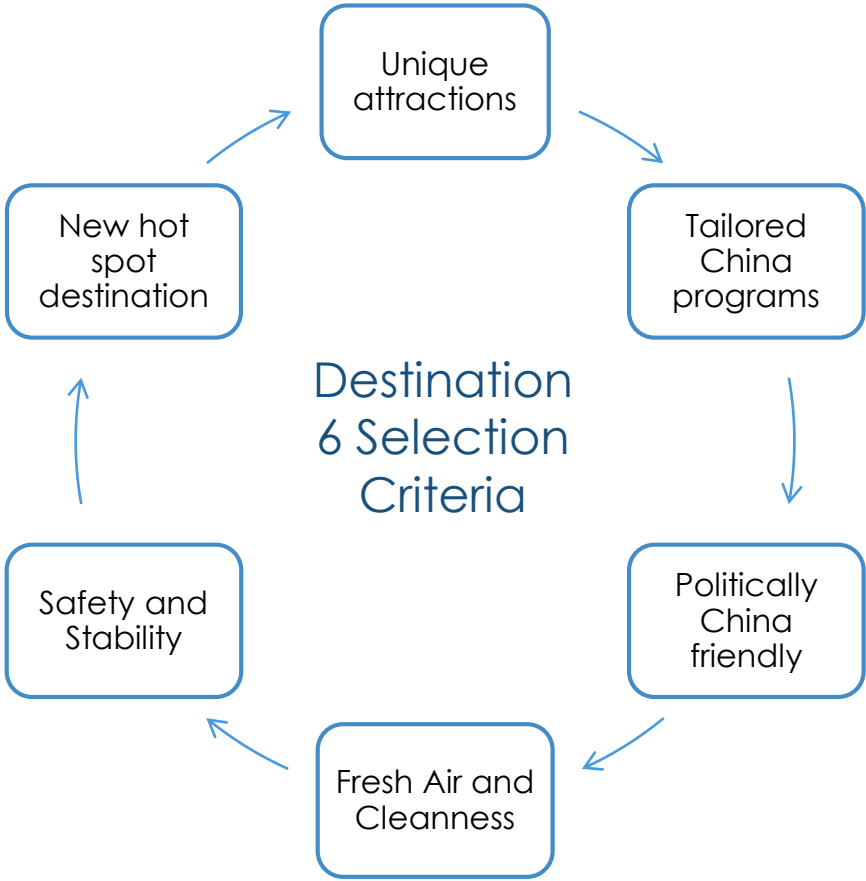 Unique
attractions
New hot
spot
destination
Tailored
China
programs
Destination
6 Selection
Criteria
Safety and
Stability
Politically
China
friendly
Fresh Air and
Cleanness